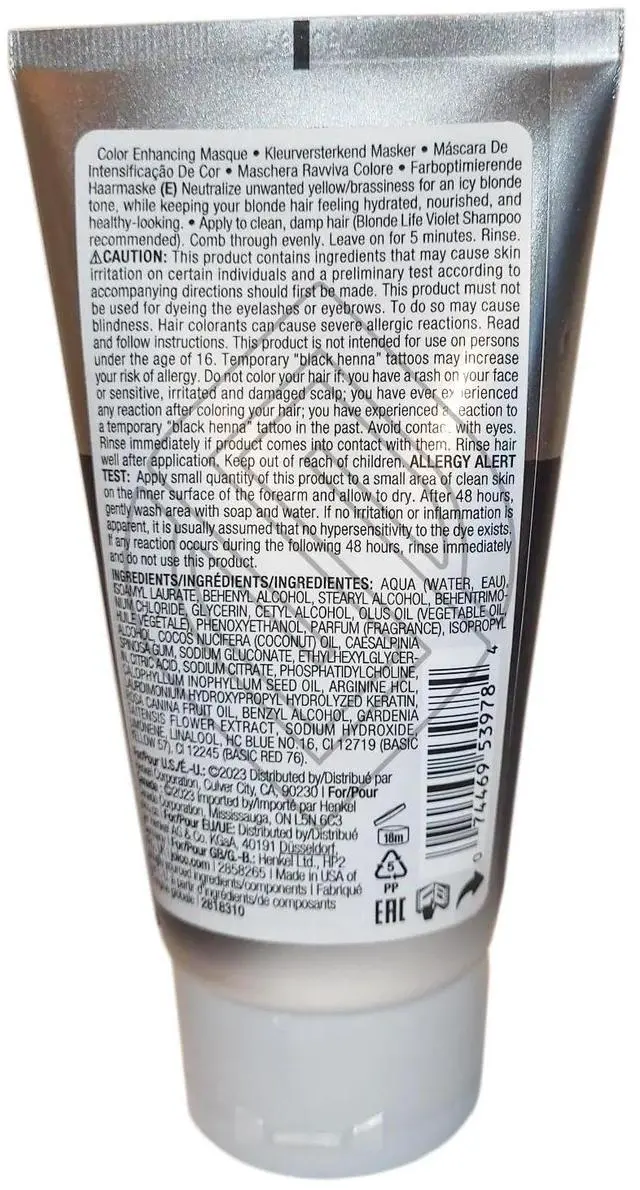 Color Enhancing Masque • Kleurversterkend Masker • Máscara De
Intensificação De Cor • Maschera Ravviva Colore • Farboptimierende
Haarmaske (E) Neutralize unwanted yellow/brassiness for an icy blonde
tone, while keeping your blonde hair feeling hydrated, nourished, and
healthy-looking. • Apply to clean, damp hair (Blonde Life Violet Shampoo
recommended). Comb through evenly. Leave on for 5 minutes. Rinse.
⚠CAUTION: This product contains ingredients that may cause skin
irritation on certain individuals and a preliminary test according to
accompanying directions should first be made. This product must not
be used for dyeing the eyelashes or eyebrows. To do so may cause
blindness. Hair colorants can cause severe allergic reactions. Read
and follow instructions. This product is not intended for use on persons
under the age of 16. Temporary "black henna" tattoos may increase
your risk of allergy. Do not color your hair if: you have a rash on your face
or sensitive, irritated and damaged scalp; you have ever experienced
any reaction after coloring your hair; you have experienced a reaction to
a temporary "black henna" tattoo in the past. Avoid contact with eyes.
Rinse immediately if product comes into contact with them. Rinse hair
well after application. Keep out of reach of children. ALLERGY ALERT
TEST: Apply small quantity of this product to a small area of clean skin
on the inner surface of the forearm and allow to dry. After 48 hours,
gently wash area with soap and water. If no irritation or inflammation is
apparent, it is usually assumed that no hypersensitivity to the dye exists.
If any reaction occurs during the following 48 hours, rinse immediately
and do not use this product.
INGREDIENTS/INGRÉDIENTS/INGREDIENTES: AQUA (WATER, EAU),
ISOAMYL LAURATE, BEHENYL ALCOHOL, STEARYL ALCOHOL, BEHENTRIMO-
NIUM CHLORIDE, GLYCERIN, CETYL ALCOHOL, OLUS OIL (VEGETABLE OIL,
HUILE VÉGÉTALE), PHENOXYETHANOL, PARFUM (FRAGRANCE), ISOPROPYL
ALCOHOL, COCOS NUCIFERA (COCONUT) OIL, CAESALPINIA
SPINOSA GUM, SODIUM GLUCONATE, ETHYLHEXYLGLYCER-
IN, CITRIC ACID, SODIUM CITRATE, PHOSPHATIDYLCHOLINE,
CALOPHYLLUM INOPHYLLUM SEED OIL, ARGININE HCL,
LAURDIMONIUM HYDROXYPROPYL HYDROLYZED KERATIN,
ROSA CANINA FRUIT OIL, BENZYL ALCOHOL, GARDENIA
TAITENSIS FLOWER EXTRACT, SODIUM HYDROXIDE,
LIMONENE, LINALOOL, HC BLUE NO. 16, CI 12719 (BASIC
YELLOW 57), CI 12245 (BASIC RED 76).
For/Pour U.S./É.-U.: ©2023 Distributed by/Distribué par
Henkel Corporation, Culver City, CA, 90230 | For/Pour
Canada: ©2023 Imported by/Importé par Henkel
Canada Corporation, Mississauga, ON L5N 6C3
For/Pour EU/UE: Distributed by/Distribué
Henkel AG & Co. KGaA, 40191 Düsseldorf,
For/Pour GB/G.-B.: Henkel Ltd., HP2
joico.com | 2858265 | Made in USA of
sourced ingredients/components | Fabriqué
à partir d'ingrédients/de composants
globale | 2818310
18m
5
PP
EAC
0 74469 53978 4